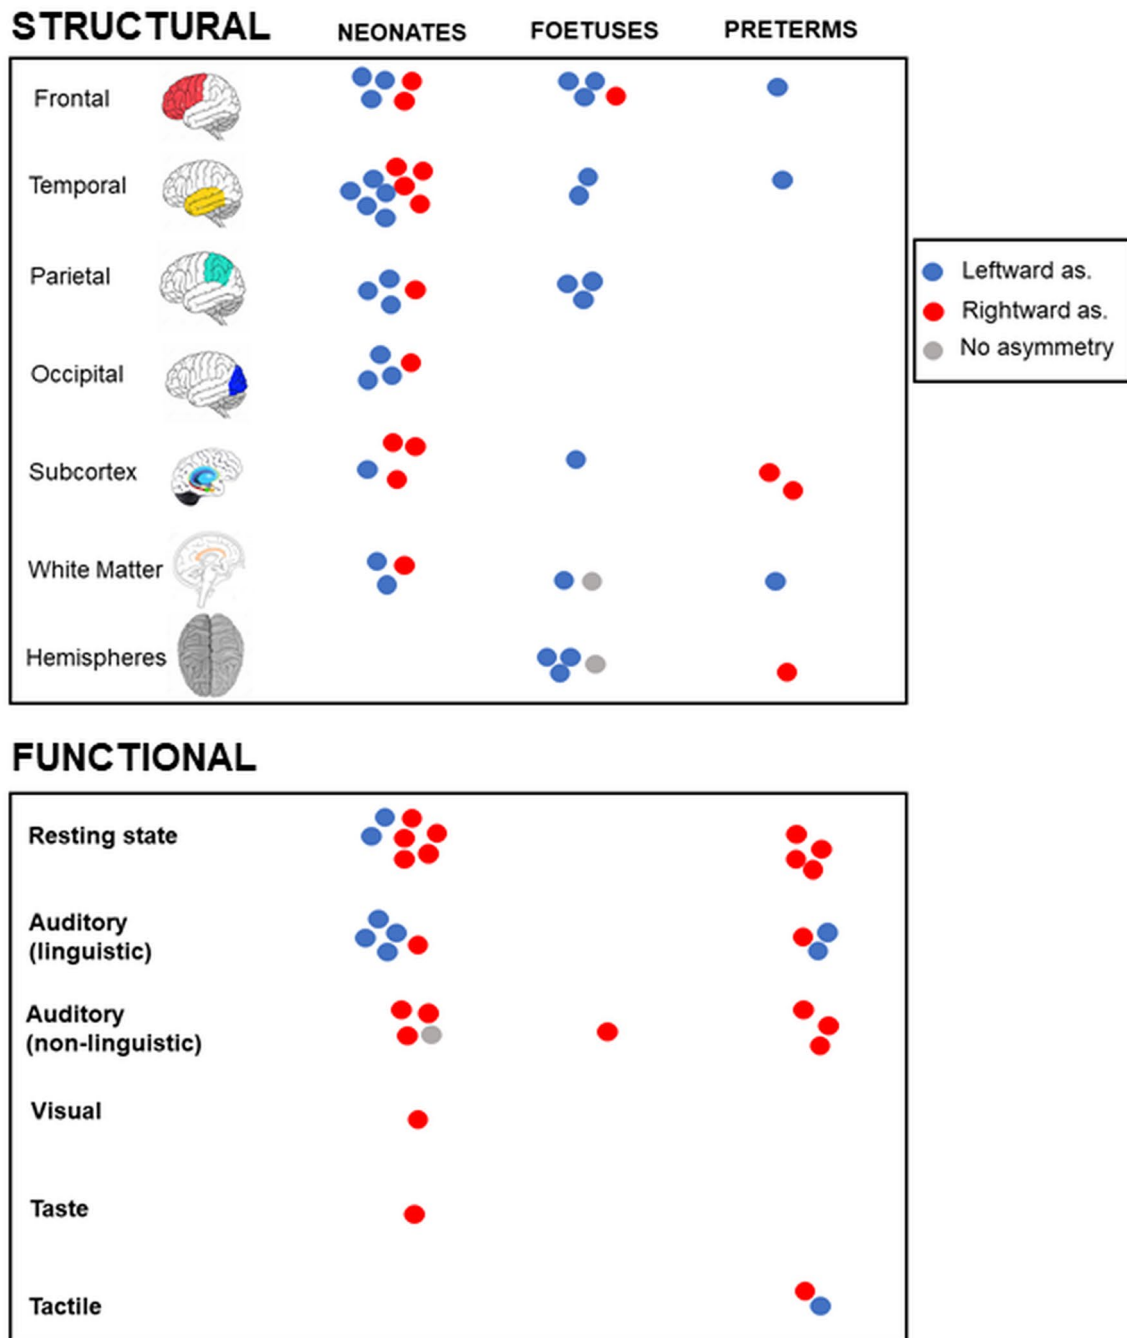 STRUCTURAL
NEONATES
FOETUSES
PRETERMS
Frontal
Temporal
Parietal
Occipital
Subcortex
White Matter
Hemispheres
Leftward as.
Rightward as.
No asymmetry
FUNCTIONAL
Resting state
Auditory
(linguistic)
Auditory
(non-linguistic)
Visual
Taste
Tactile